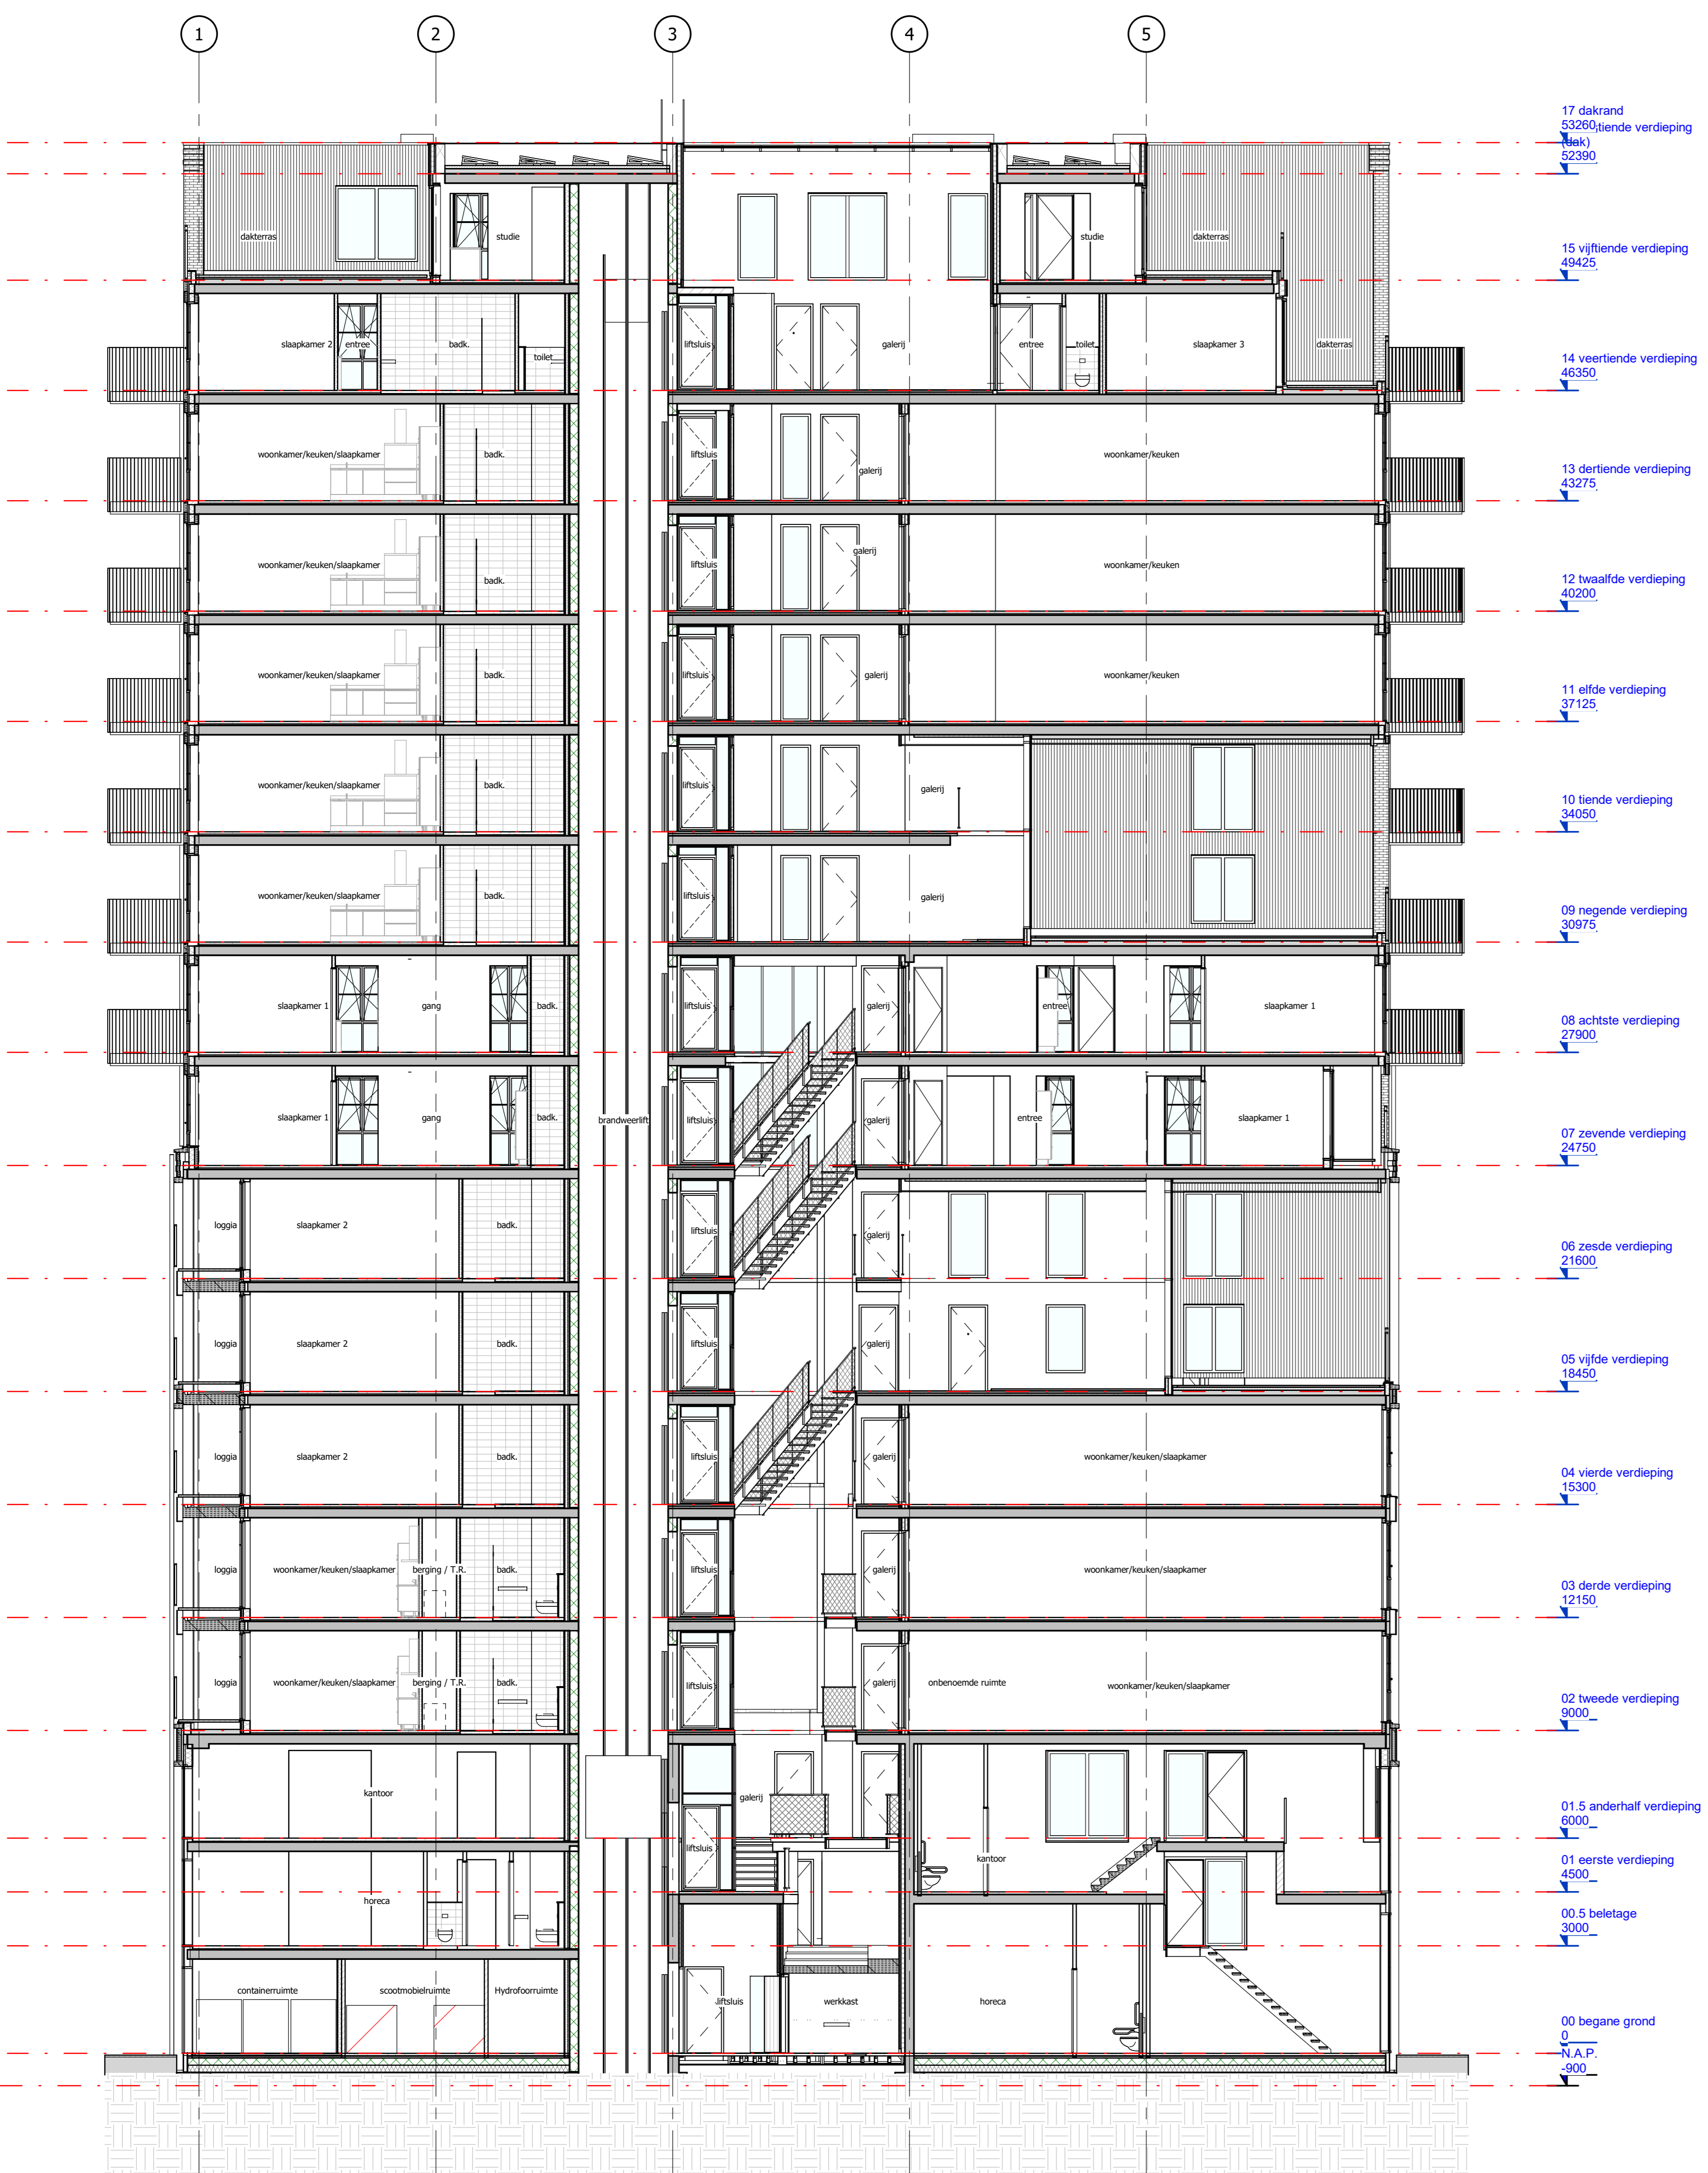 1 2 3 4 5
17 dakrand
53260
tiende verdieping
(dak)
52390
dakterras studie studie dakterras
15 vijftiende verdieping
49425
slaapkamer 2 entree badk. toilet liftsluis galerij entree toilet slaapkamer 3 dakterras
14 veertiende verdieping
46350
woonkamer/keuken/slaapkamer badk. liftsluis galerij woonkamer/keuken
13 dertiende verdieping
43275
woonkamer/keuken/slaapkamer badk. liftsluis galerij woonkamer/keuken
12 twaalfde verdieping
40200
woonkamer/keuken/slaapkamer badk. liftsluis galerij woonkamer/keuken
11 elfde verdieping
37125
woonkamer/keuken/slaapkamer badk. liftsluis galerij
10 tiende verdieping
34050
woonkamer/keuken/slaapkamer badk. liftsluis galerij
09 negende verdieping
30975
slaapkamer 1 gang badk. liftsluis galerij entree slaapkamer 1
08 achtste verdieping
27900
slaapkamer 1 gang badk. brandweerlift liftsluis galerij entree slaapkamer 1
07 zevende verdieping
24750
loggia slaapkamer 2 badk. liftsluis galerij
06 zesde verdieping
21600
loggia slaapkamer 2 badk. liftsluis galerij
05 vijfde verdieping
18450
loggia slaapkamer 2 badk. liftsluis galerij woonkamer/keuken/slaapkamer
04 vierde verdieping
15300
loggia woonkamer/keuken/slaapkamer berging / T.R. badk. liftsluis galerij woonkamer/keuken/slaapkamer
03 derde verdieping
12150
loggia woonkamer/keuken/slaapkamer berging / T.R. badk. liftsluis galerij onbenoemde ruimte woonkamer/keuken/slaapkamer
02 tweede verdieping
9000
kantoor galerij
01.5 anderhalf verdieping
6000
liftsluis kantoor
01 eerste verdieping
4500
horeca
00.5 beletage
3000
containerruimte scootmobielruimte Hydrofoorruimte liftsluis werkkast horeca
00 begane grond
0
N.A.P.
-900